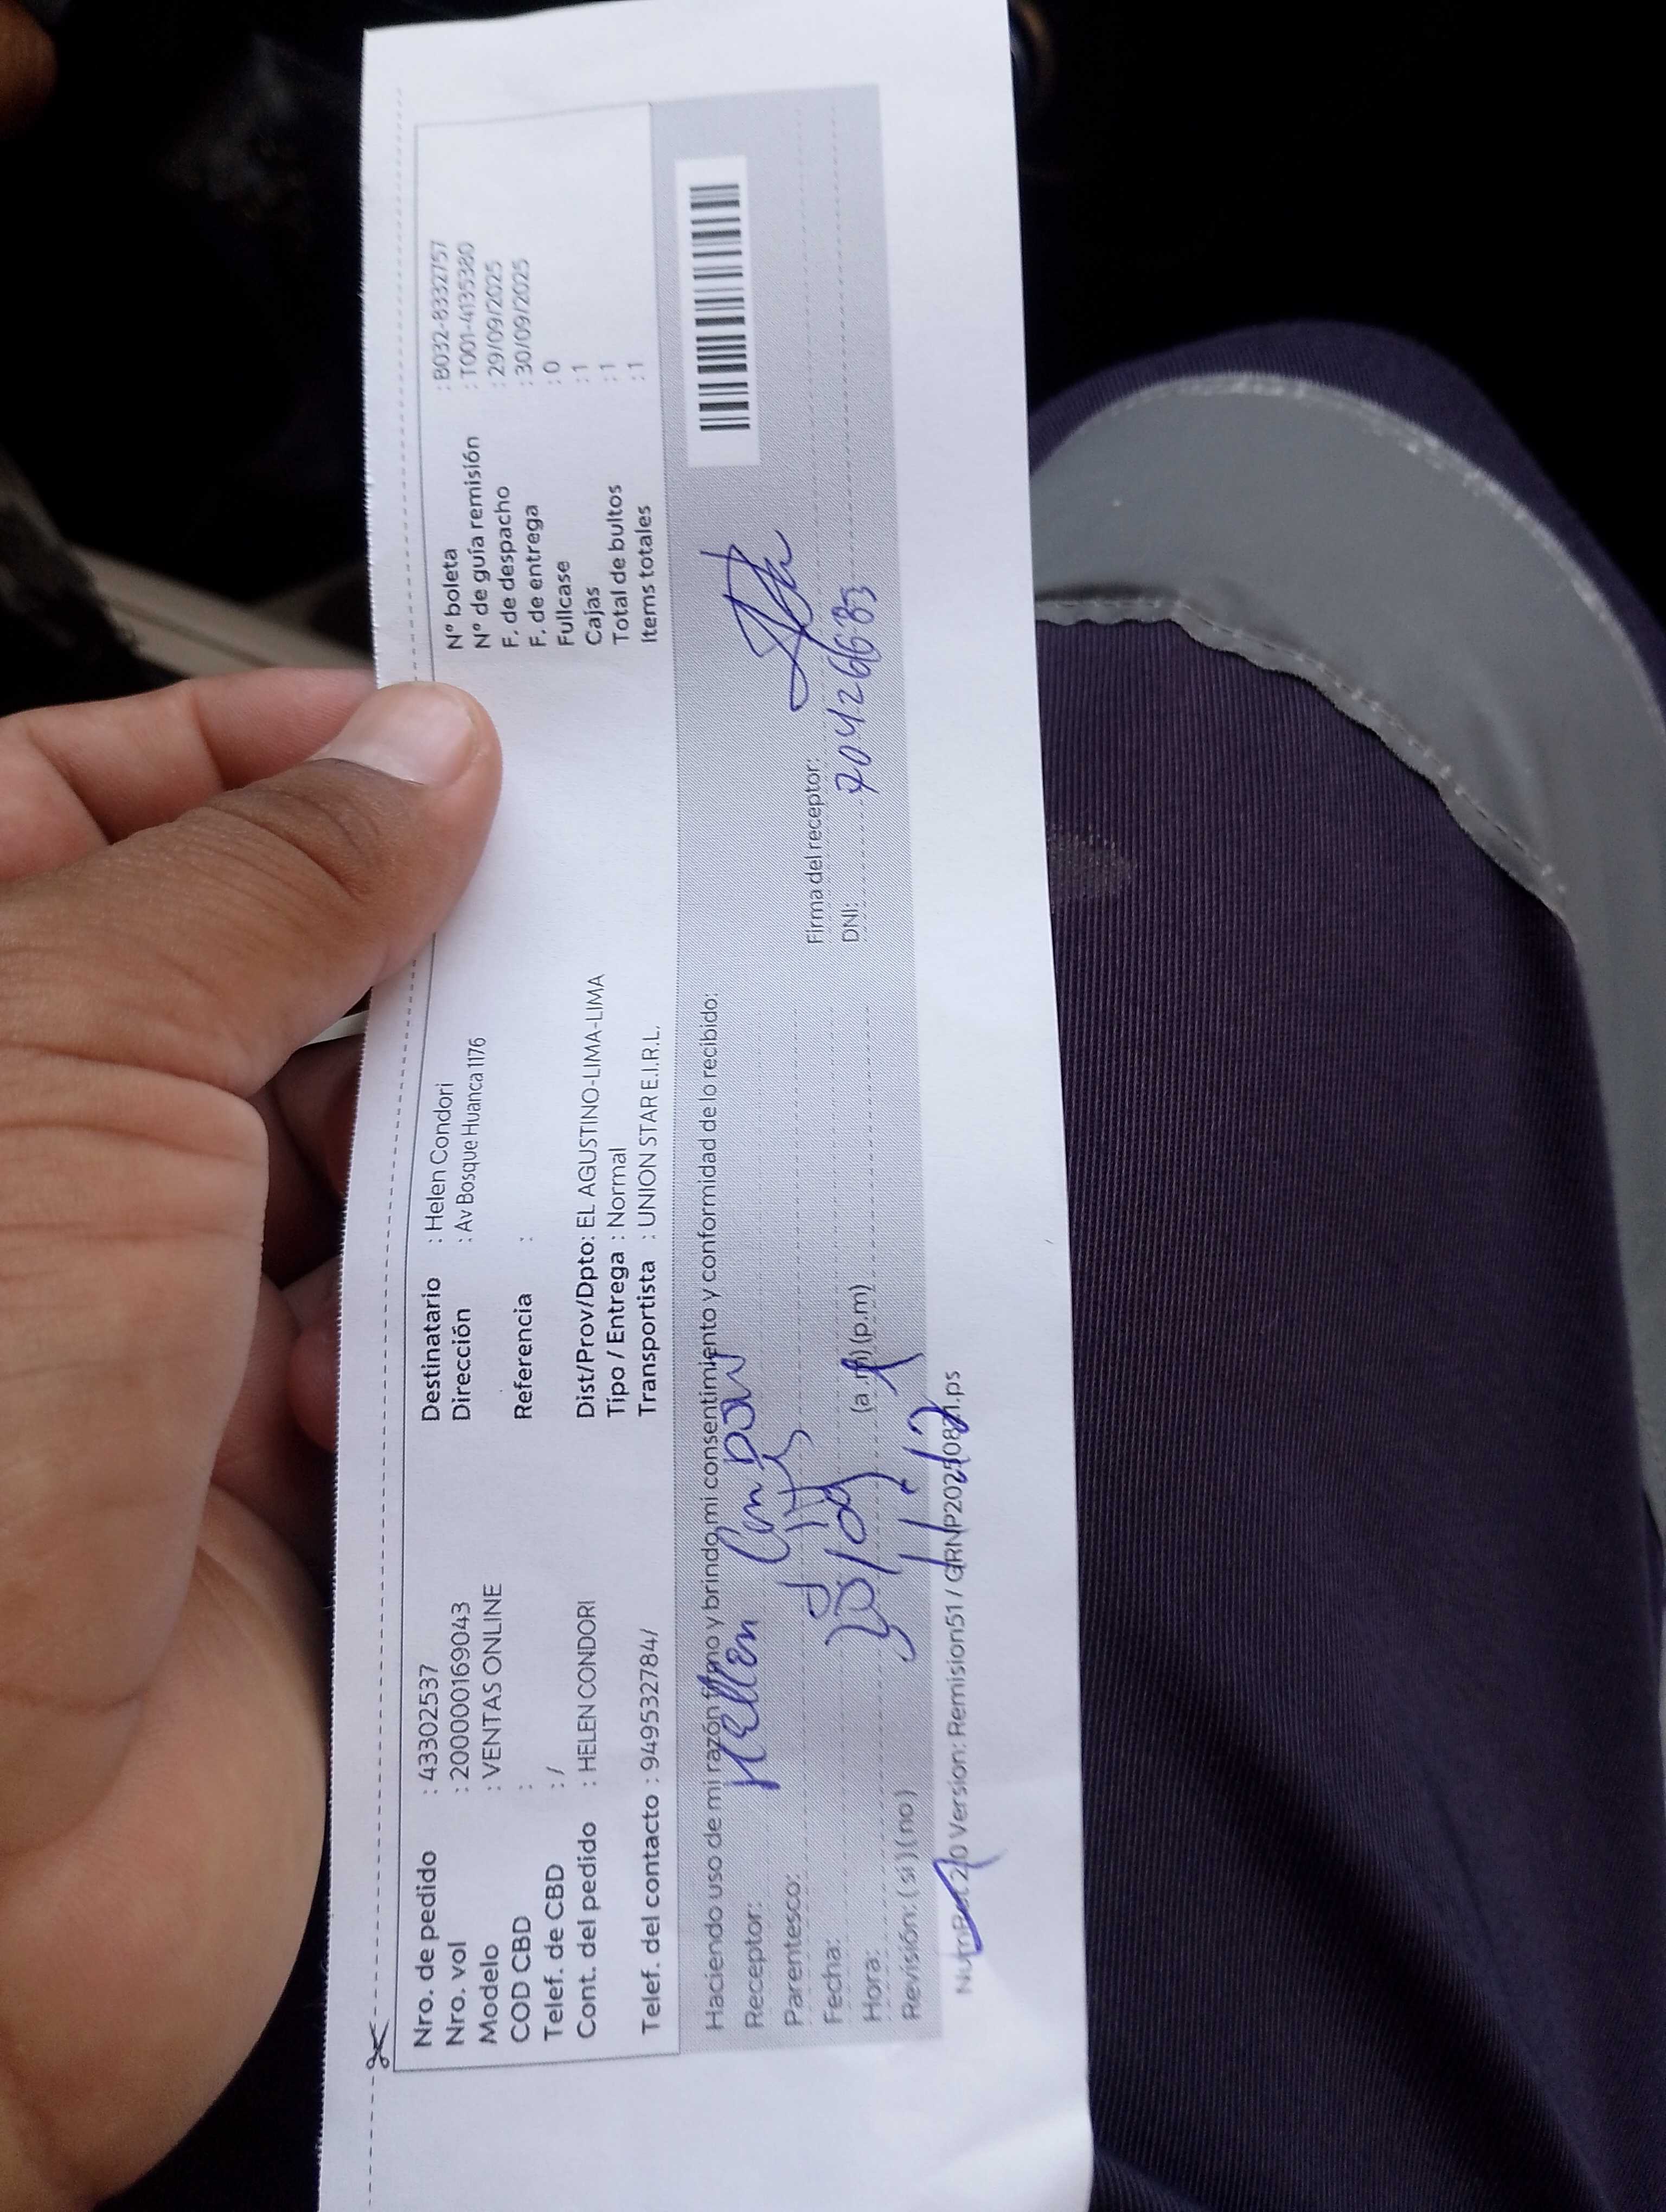 Nro. de pedido : 43302537
Nro. vol : 2000000169043
Modelo : VENTAS ONLINE
COD CBD :
Telef. de CBD : /
Cont. del pedido : HELEN CONDORI
Telef. del contacto : 949532784/
Destinatario : Helen Condori
Dirección : Av Bosque Huanca 1176
Referencia :
Dist/Prov/Dpto: EL AGUSTINO-LIMA-LIMA
Tipo / Entrega : Normal
Transportista : UNION STAR E.I.R.L.
N° boleta : B032-8332757
N° de guía remisión : T001-4135380
F. de despacho : 29/09/2025
F. de entrega : 30/09/2025
Fullcase : 0
Cajas : 1
Total de bultos : 1
Items totales : 1
Haciendo uso de mi razón firmo y brindo mi consentimiento y conformidad de lo recibido:
Receptor: Hellen
Parentesco:
Fecha: 30/09
Hora: (a.m)(p.m)
Revisión: (si) (no)
Firma del receptor:
DNI: 70426683
2.0 Version: Remision51 /